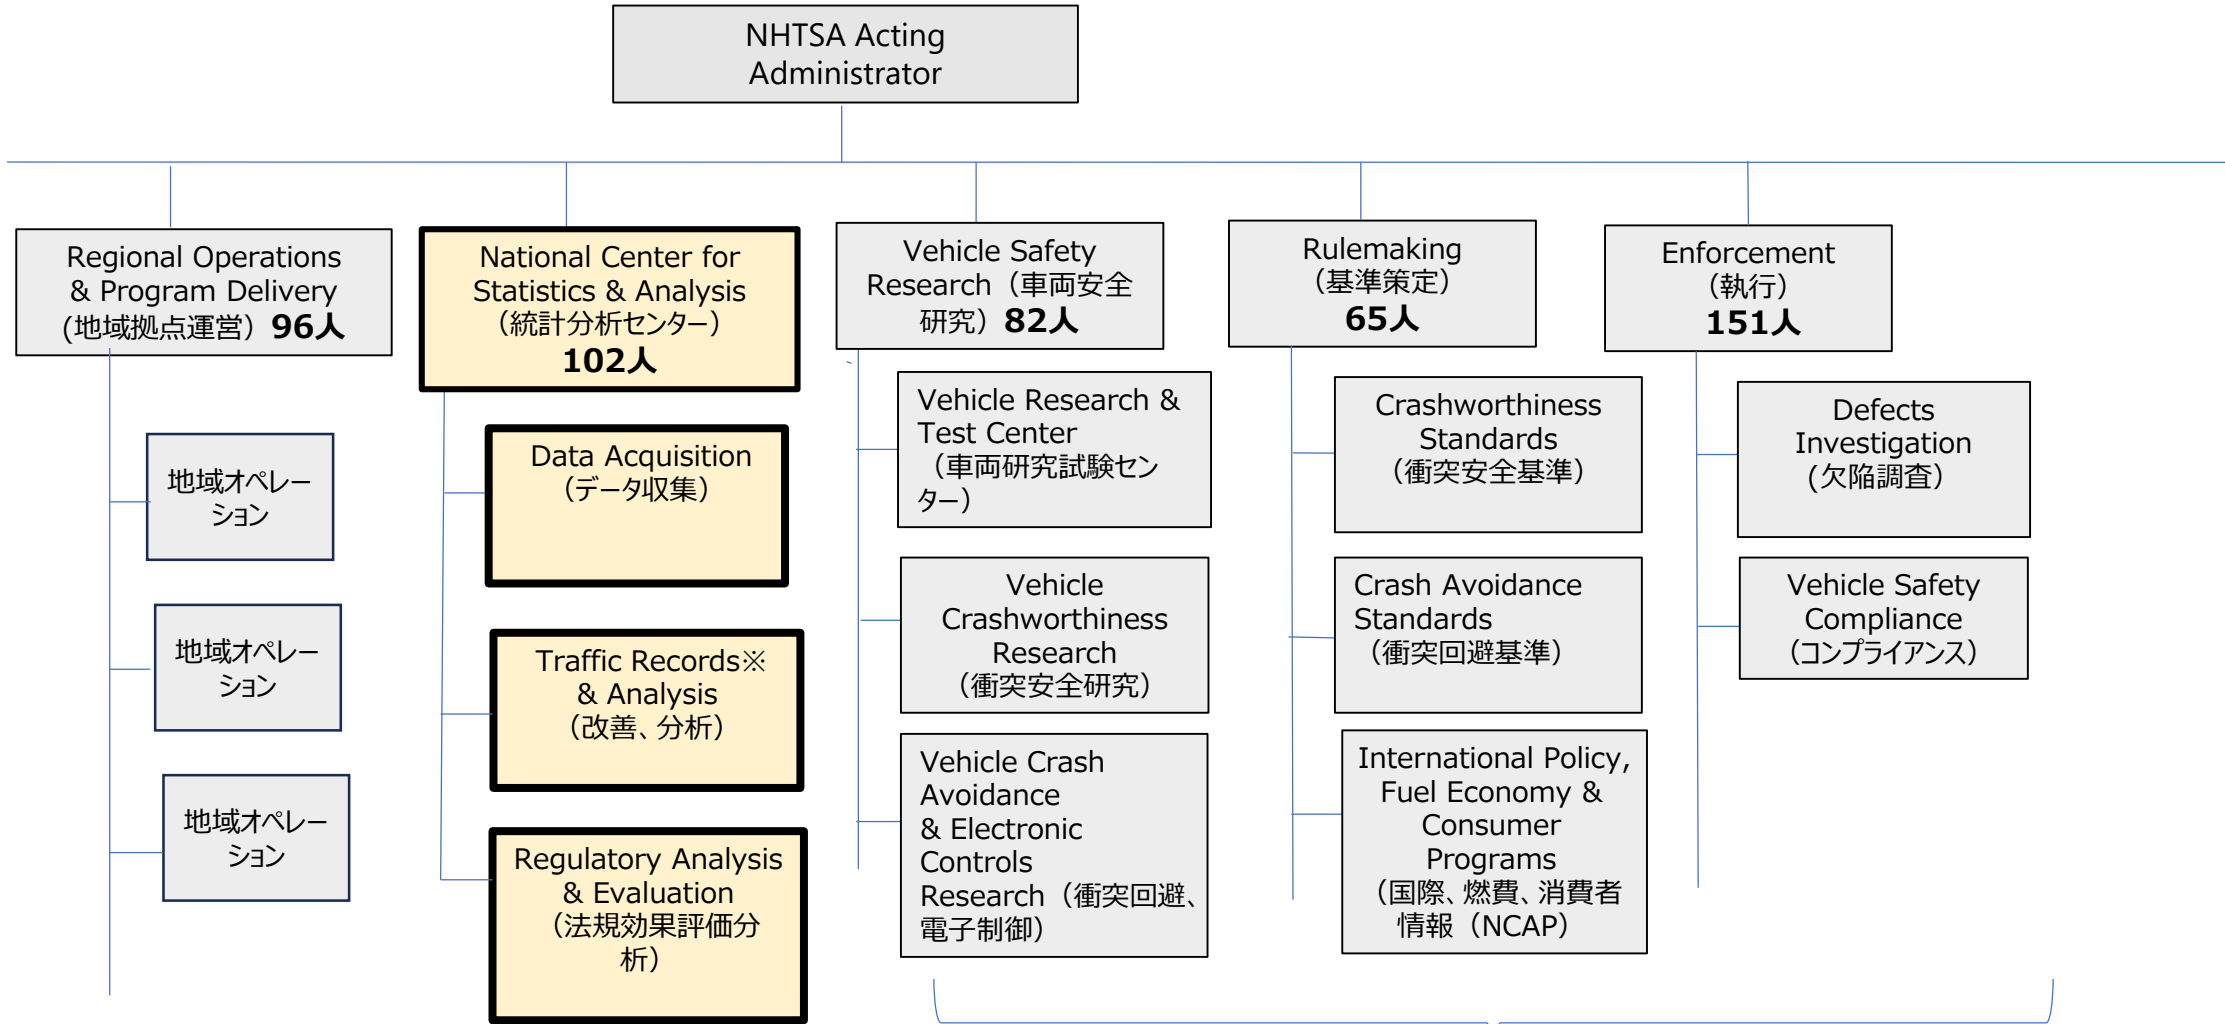 NHTSA Acting
Administrator
Regional Operations
& Program Delivery
(地域拠点運営）96人
地域オペレー
ション
地域オペレー
ション
地域オペレー
ション
National Center for
Statistics & Analysis
（統計分析センター）
102人
Data Acquisition
（データ収集）
Traffic Records※
& Analysis
（改善、分析）
Regulatory Analysis
& Evaluation
（法規効果評価分
析）
Vehicle Safety
Research（車両安全
研究）82人
Vehicle Research &
Test Center
（車両研究試験セン
ター）
Vehicle
Crashworthiness
Research
（衝突安全研究）
Vehicle Crash
Avoidance
& Electronic
Controls
Research（衝突回避、
電子制御）
Rulemaking
（基準策定）
65人
Crashworthiness
Standards
（衝突安全基準）
Crash Avoidance
Standards
（衝突回避基準）
International Policy,
Fuel Economy &
Consumer
Programs
（国際、燃費、消費者
情報（NCAP）
Enforcement
（執行）
151人
Defects
Investigation
(欠陥調査）
Vehicle Safety
Compliance
（コンプライアンス）